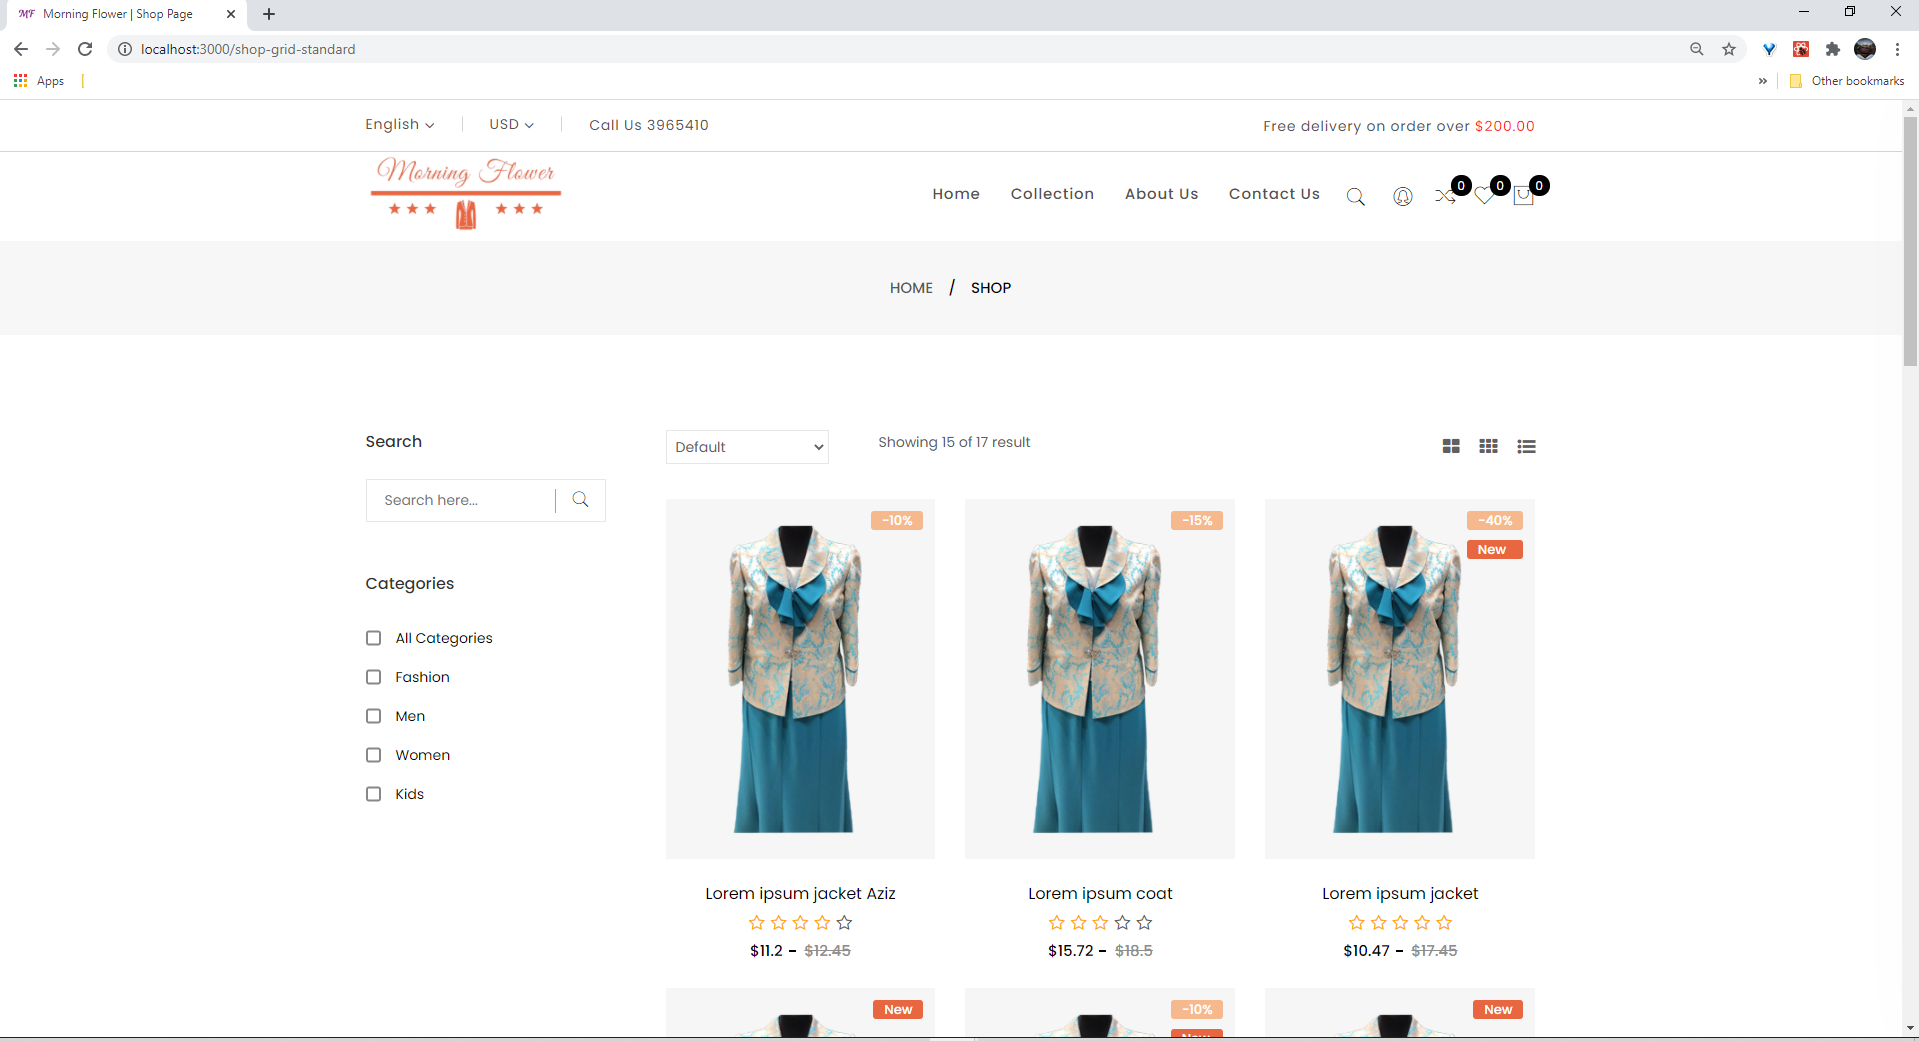 MF Morning Flower | Shop Page
localhost:3000/shop-grid-standard
Apps
Other bookmarks
English
USD
Call Us 3965410
Free delivery on order over $200.00
Morning Flower
Home
Collection
About Us
Contact Us
0
0
0
HOME / SHOP
Search
Default
Showing 15 of 17 result
Search here...
Categories
All Categories
Fashion
Men
Women
Kids
-10%
-15%
-40%
New
Lorem ipsum jacket Aziz
$11.2 - $12.45
Lorem ipsum coat
$15.72 - $18.5
Lorem ipsum jacket
$10.47 - $17.45
New
-10%
New
New